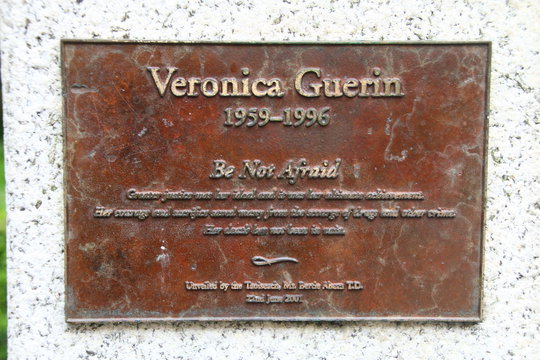 Veronica Guerin
1959–1996
Be Not Afraid
Greater justice was her ideal and it was her ultimate achievement.
Her courage and sacrifice saved many from the scourge of drugs and other crime.
Her death has not been in vain.
Unveiled by the Taoiseach, Mr. Bertie Ahern T.D.
22nd June 2001